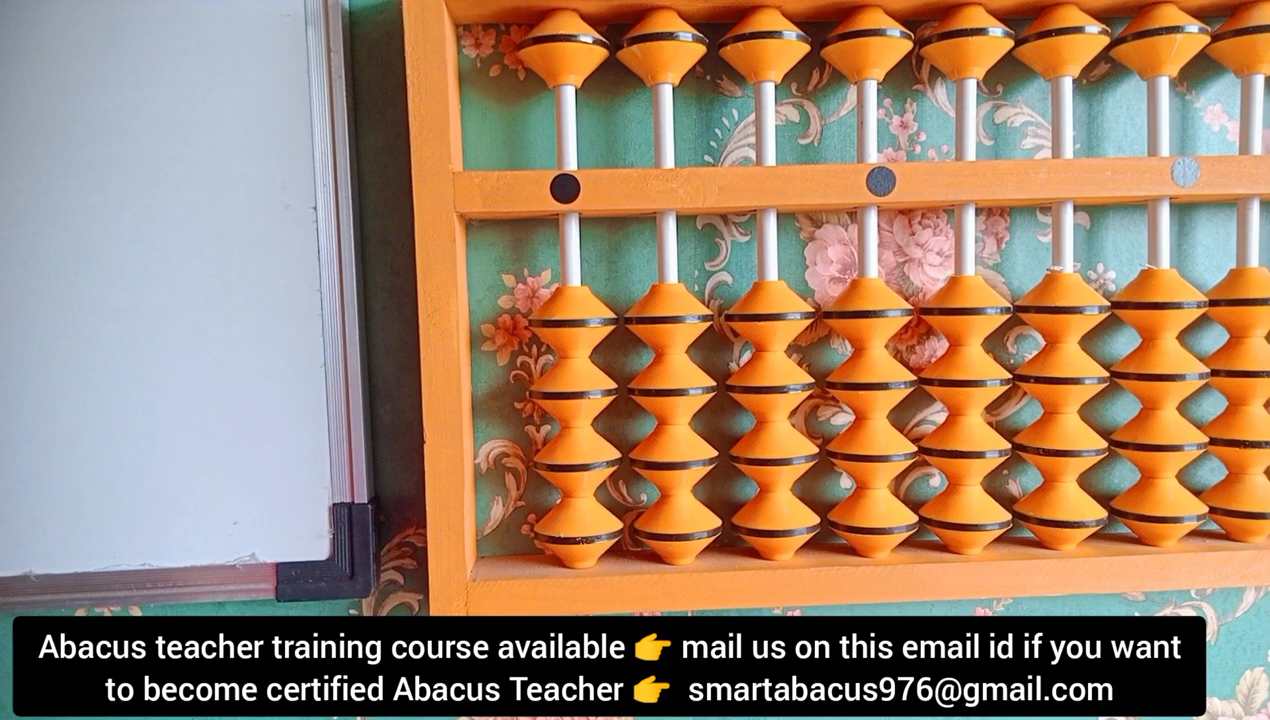 Abacus teacher training course available 👉 mail us on this email id if you want
to become certified Abacus Teacher 👉 smartabacus976@gmail.com